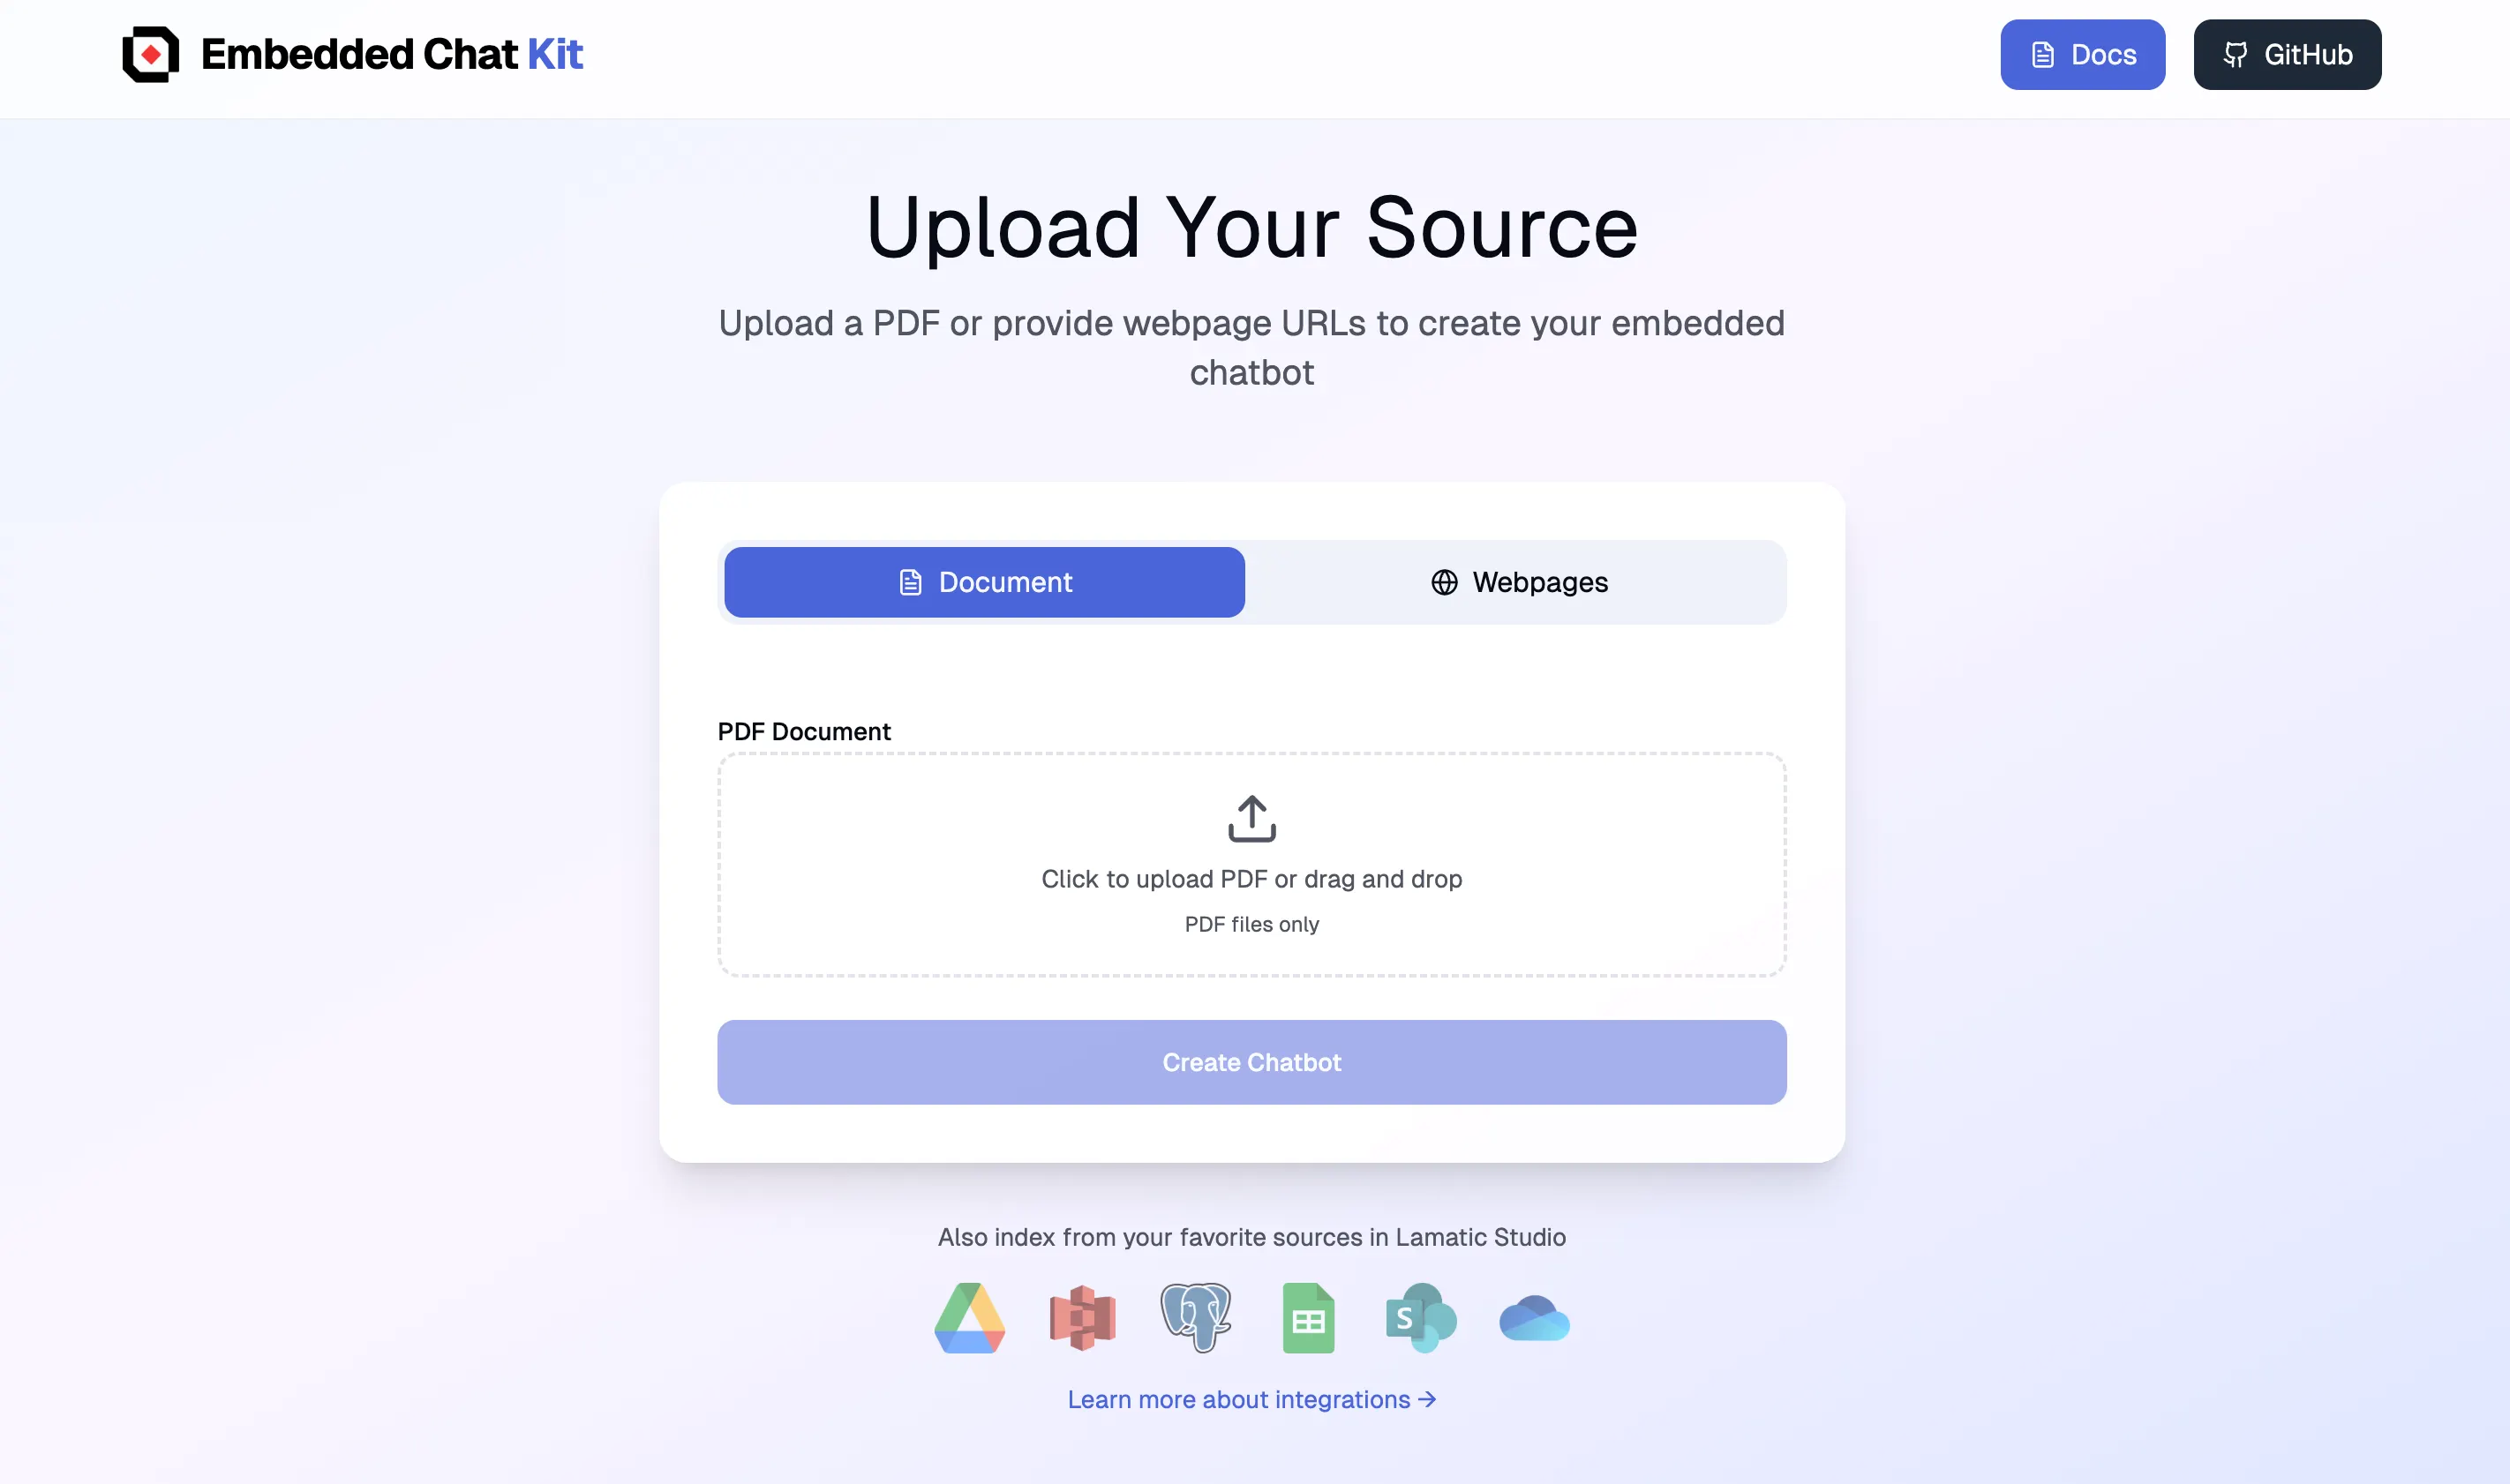 Embedded Chat Kit
Docs
GitHub
Upload Your Source
Upload a PDF or provide webpage URLs to create your embedded
chatbot
Document
Webpages
PDF Document
Click to upload PDF or drag and drop
PDF files only
Create Chatbot
Also index from your favorite sources in Lamatic Studio
S
Learn more about integrations →